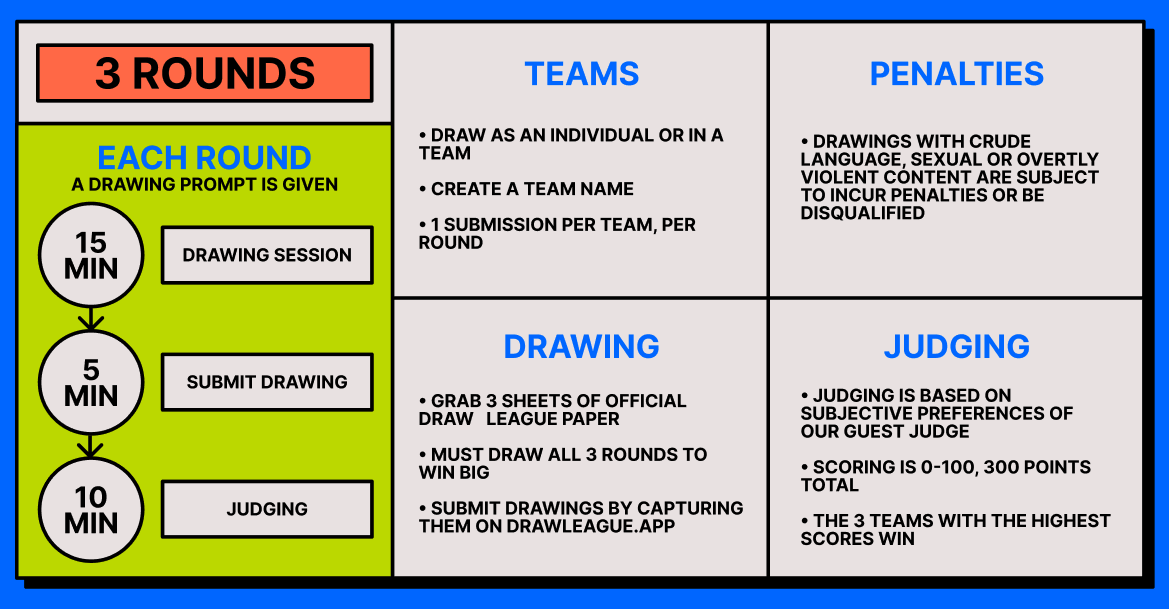 3 ROUNDS
EACH ROUND
A DRAWING PROMPT IS GIVEN
15
MIN
DRAWING SESSION
5
MIN
SUBMIT DRAWING
10
MIN
JUDGING
TEAMS
• DRAW AS AN INDIVIDUAL OR IN A
TEAM
• CREATE A TEAM NAME
• 1 SUBMISSION PER TEAM, PER
ROUND
PENALTIES
• DRAWINGS WITH CRUDE
LANGUAGE, SEXUAL OR OVERTLY
VIOLENT CONTENT ARE SUBJECT
TO INCUR PENALTIES OR BE
DISQUALIFIED
DRAWING
• GRAB 3 SHEETS OF OFFICIAL
DRAW   LEAGUE PAPER
• MUST DRAW ALL 3 ROUNDS TO
WIN BIG
• SUBMIT DRAWINGS BY CAPTURING
THEM ON DRAWLEAGUE.APP
JUDGING
• JUDGING IS BASED ON
SUBJECTIVE PREFERENCES OF
OUR GUEST JUDGE
• SCORING IS 0-100, 300 POINTS
TOTAL
• THE 3 TEAMS WITH THE HIGHEST
SCORES WIN